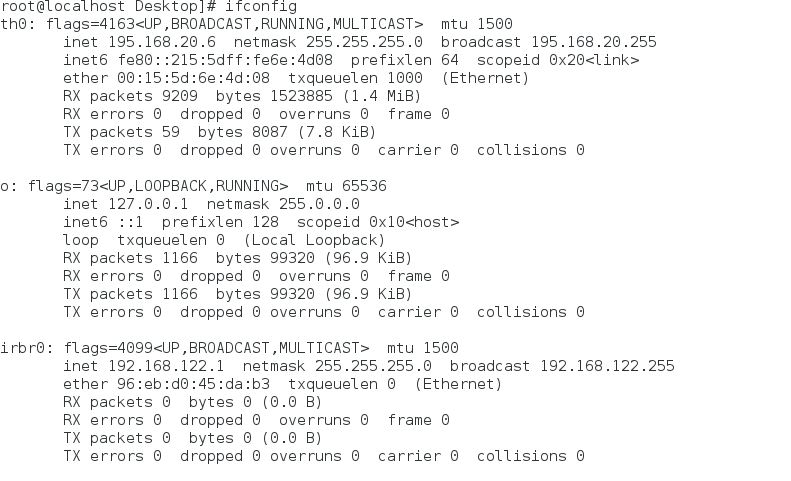 root@localhost Desktop]# ifconfig
th0: flags=4163<UP,BROADCAST,RUNNING,MULTICAST>  mtu 1500
       inet 195.168.20.6  netmask 255.255.255.0  broadcast 195.168.20.255
       inet6 fe80::215:5dff:fe6e:4d08  prefixlen 64  scopeid 0x20<link>
       ether 00:15:5d:6e:4d:08  txqueuelen 1000  (Ethernet)
       RX packets 9209  bytes 1523885 (1.4 MiB)
       RX errors 0  dropped 0  overruns 0  frame 0
       TX packets 59  bytes 8087 (7.8 KiB)
       TX errors 0  dropped 0 overruns 0  carrier 0  collisions 0

o: flags=73<UP,LOOPBACK,RUNNING>  mtu 65536
       inet 127.0.0.1  netmask 255.0.0.0
       inet6 ::1  prefixlen 128  scopeid 0x10<host>
       loop  txqueuelen 0  (Local Loopback)
       RX packets 1166  bytes 99320 (96.9 KiB)
       RX errors 0  dropped 0  overruns 0  frame 0
       TX packets 1166  bytes 99320 (96.9 KiB)
       TX errors 0  dropped 0 overruns 0  carrier 0  collisions 0

irbr0: flags=4099<UP,BROADCAST,MULTICAST>  mtu 1500
       inet 192.168.122.1  netmask 255.255.255.0  broadcast 192.168.122.255
       ether 96:eb:d0:45:da:b3  txqueuelen 0  (Ethernet)
       RX packets 0  bytes 0 (0.0 B)
       RX errors 0  dropped 0  overruns 0  frame 0
       TX packets 0  bytes 0 (0.0 B)
       TX errors 0  dropped 0 overruns 0  carrier 0  collisions 0